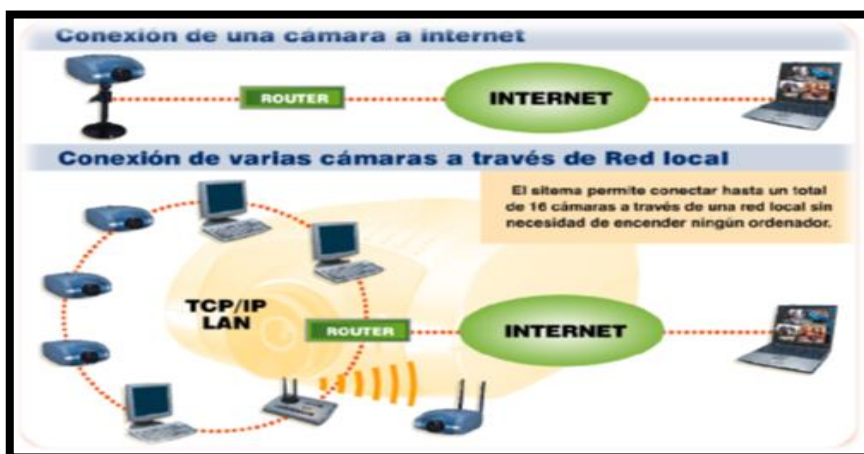 Conexión de una cámara a internet
ROUTER
INTERNET
Conexión de varias cámaras a través de Red local
El sitema permite conectar hasta un total
de 16 cámaras a través de una red local sin
necesidad de encender ningún ordenador.
TCP/IP
LAN
ROUTER
INTERNET